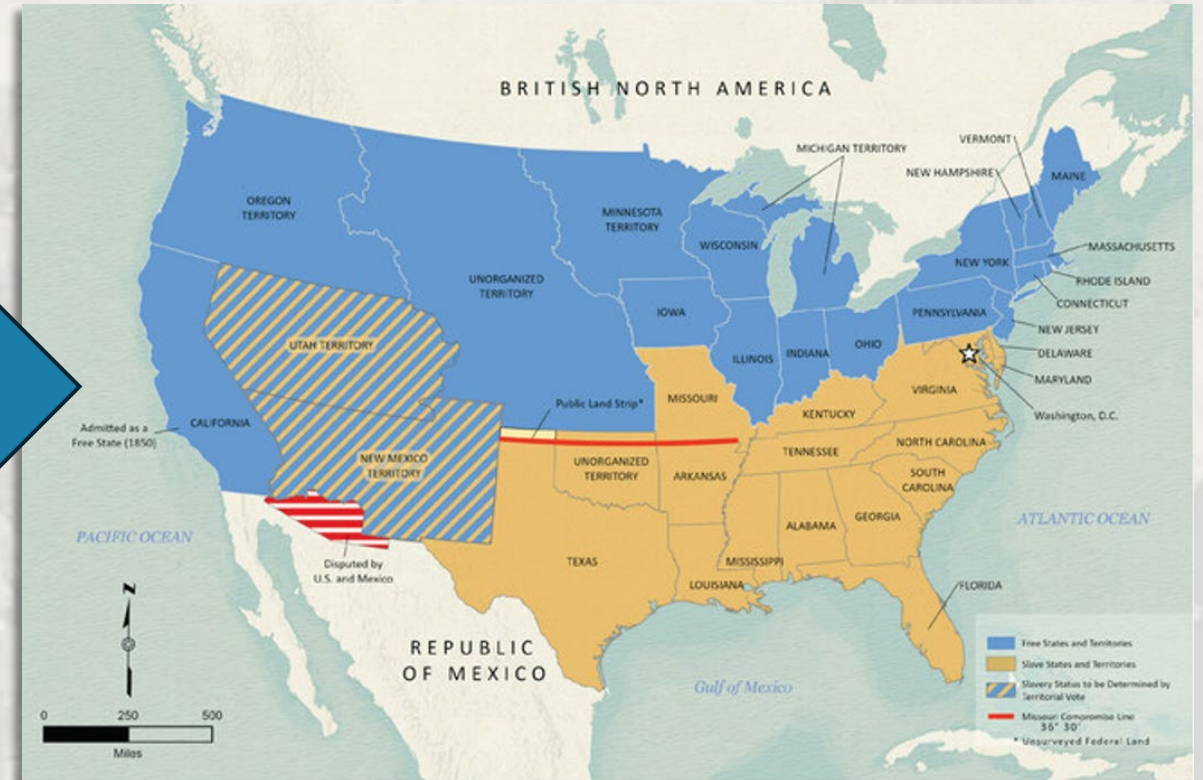 BRITISH NORTH AMERICA
VERMONT
MICHIGAN TERRITORY
NEW HAMPSHIRE
MAINE
OREGON
TERRITORY
MINNESOTA
TERRITORY
WISCONSIN
MASSACHUSETTS
NEW YORK
UNORGANIZED
TERRITORY
RHODE ISLAND
CONNECTICUT
IOWA
PENNSYLVANIA
NEW JERSEY
UTAH TERRITORY
OHIO
INDIANA
ILLINOIS
DELAWARE
MARYLAND
MISSOURI
VIRGINIA
Public Land Strip*
KENTUCKY
Washington, D.C.
Admitted as a
Free State (1850)
CALIFORNIA
NORTH CAROLINA
TENNESSEE
NEW MEXICO
TERRITORY
UNORGANIZED
TERRITORY
ARKANSAS
SOUTH
CAROLINA
PACIFIC OCEAN
GEORGIA
ALABAMA
ATLANTIC OCEAN
Disputed by
U.S. and Mexico
TEXAS
MISSISSIPPI
LOUISIANA
FLORIDA
N
REPUBLIC
OF MEXICO
Gulf of Mexico
Free States and Territories
Slave States and Territories
Slavery Status to be Determined by
Territorial Vote
Missouri Compromise Line
36° 30'
* Unsurveyed Federal Land
0 250 500
Miles